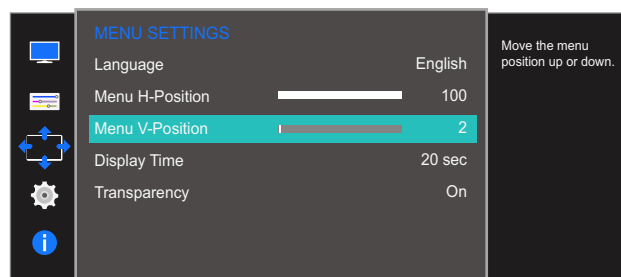 MENU SETTINGS
Language English
Menu H-Position 100
Menu V-Position 2
Display Time 20 sec
Transparency On
Move the menu
position up or down.
i